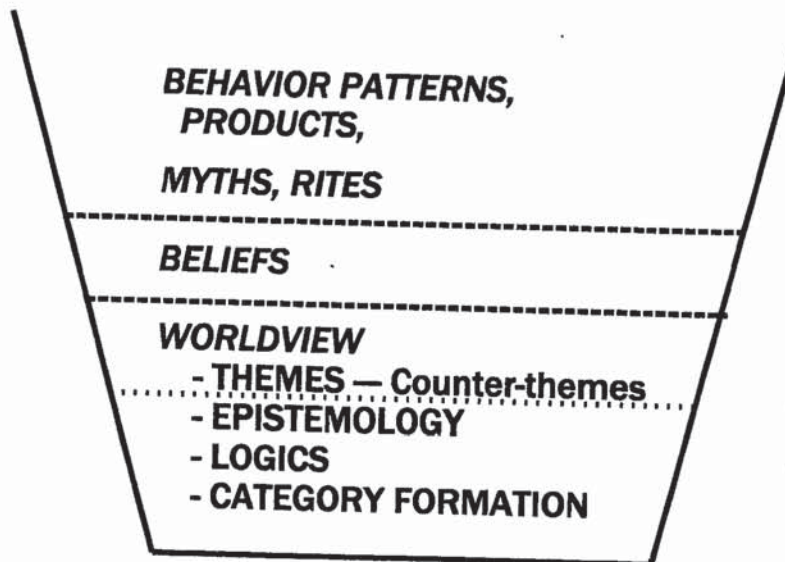 BEHAVIOR PATTERNS,
PRODUCTS,
MYTHS, RITES
BELIEFS
WORLDVIEW
- THEMES — Counter-themes
- EPISTEMOLOGY
- LOGICS
- CATEGORY FORMATION